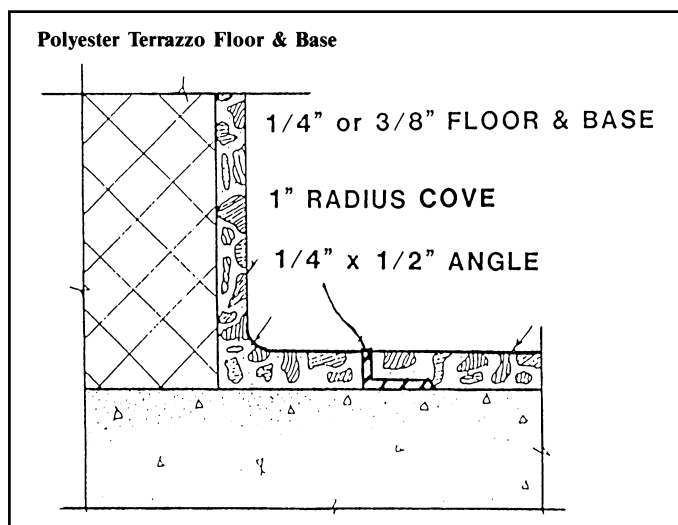 Polyester Terrazzo Floor & Base
1/4” or 3/8” FLOOR & BASE
1” RADIUS COVE
1/4” x 1/2” ANGLE